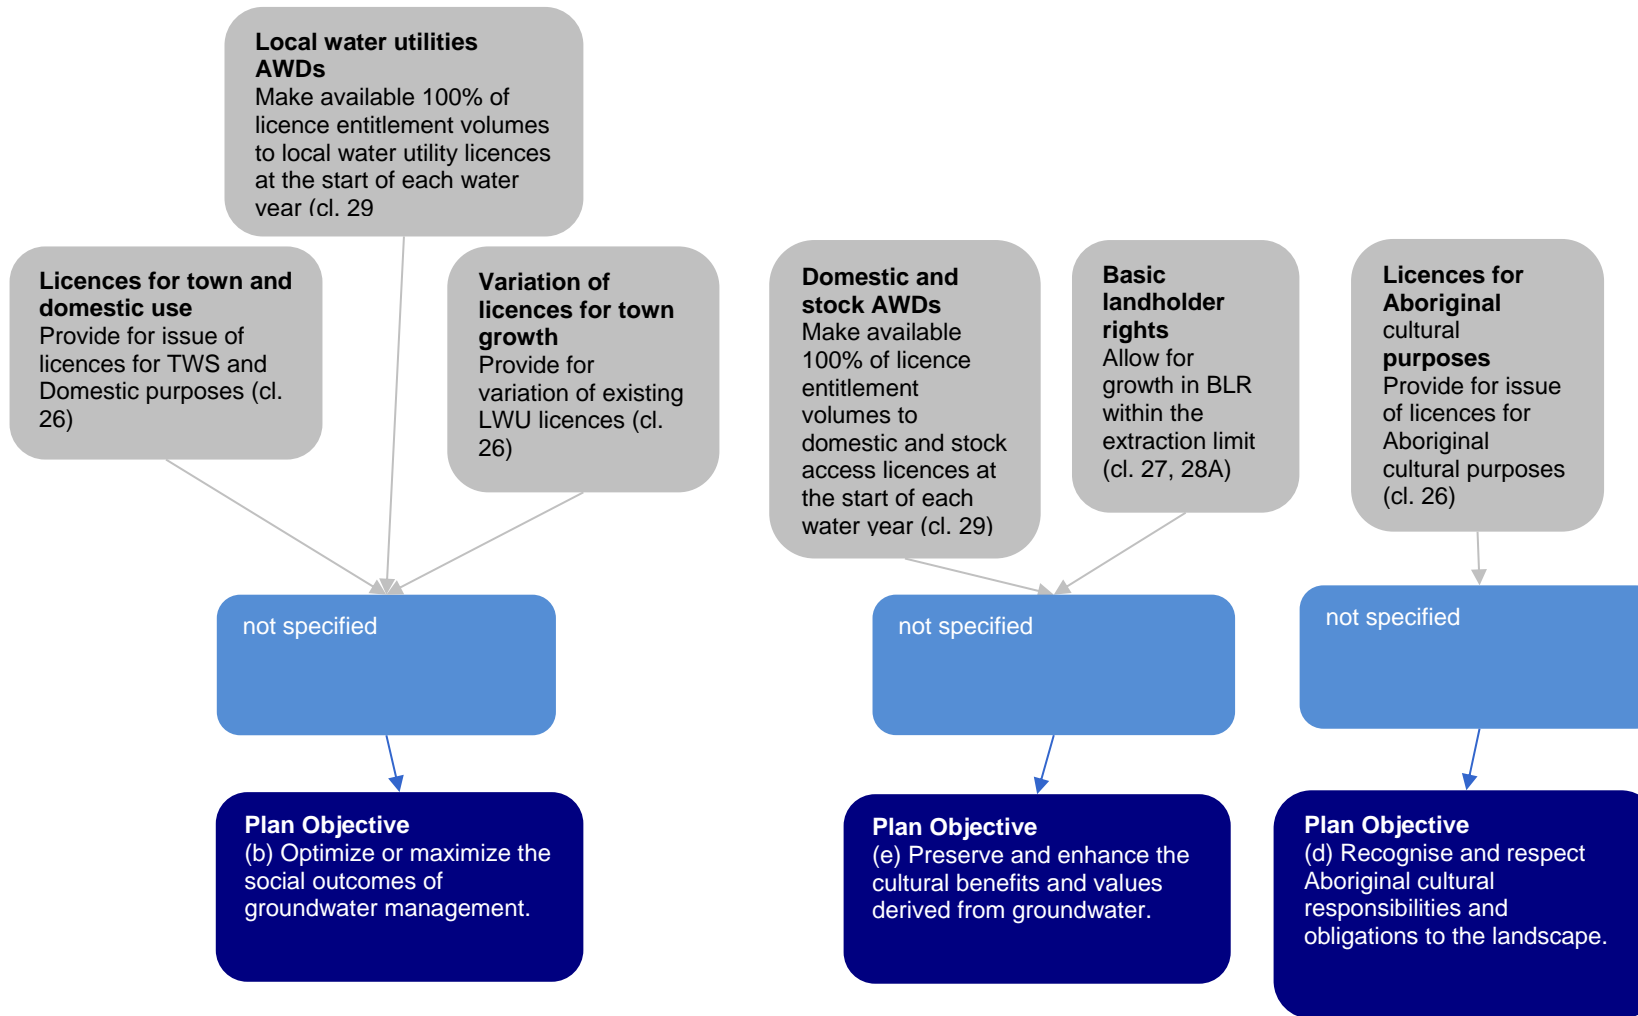 Local water utilities
AWDs
Make available 100% of
licence entitlement volumes
to local water utility licences
at the start of each water
year (cl. 29
Licences for town and
domestic use
Provide for issue of
licences for TWS and
Domestic purposes (cl.
26)
Variation of
licences for town
growth
Provide for
variation of existing
LWU licences (cl.
26)
Domestic and
stock AWDs
Make available
100% of licence
entitlement
volumes to
domestic and stock
access licences at
the start of each
water year (cl. 29)
Basic
landholder
rights
Allow for
growth in BLR
within the
extraction limit
(cl. 27, 28A)
Licences for
Aboriginal
cultural
purposes
Provide for issue
of licences for
Aboriginal
cultural purposes
(cl. 26)
not specified
not specified
not specified
Plan Objective
(b) Optimize or maximize the
social outcomes of
groundwater management.
Plan Objective
(e) Preserve and enhance the
cultural benefits and values
derived from groundwater.
Plan Objective
(d) Recognise and respect
Aboriginal cultural
responsibilities and
obligations to the landscape.